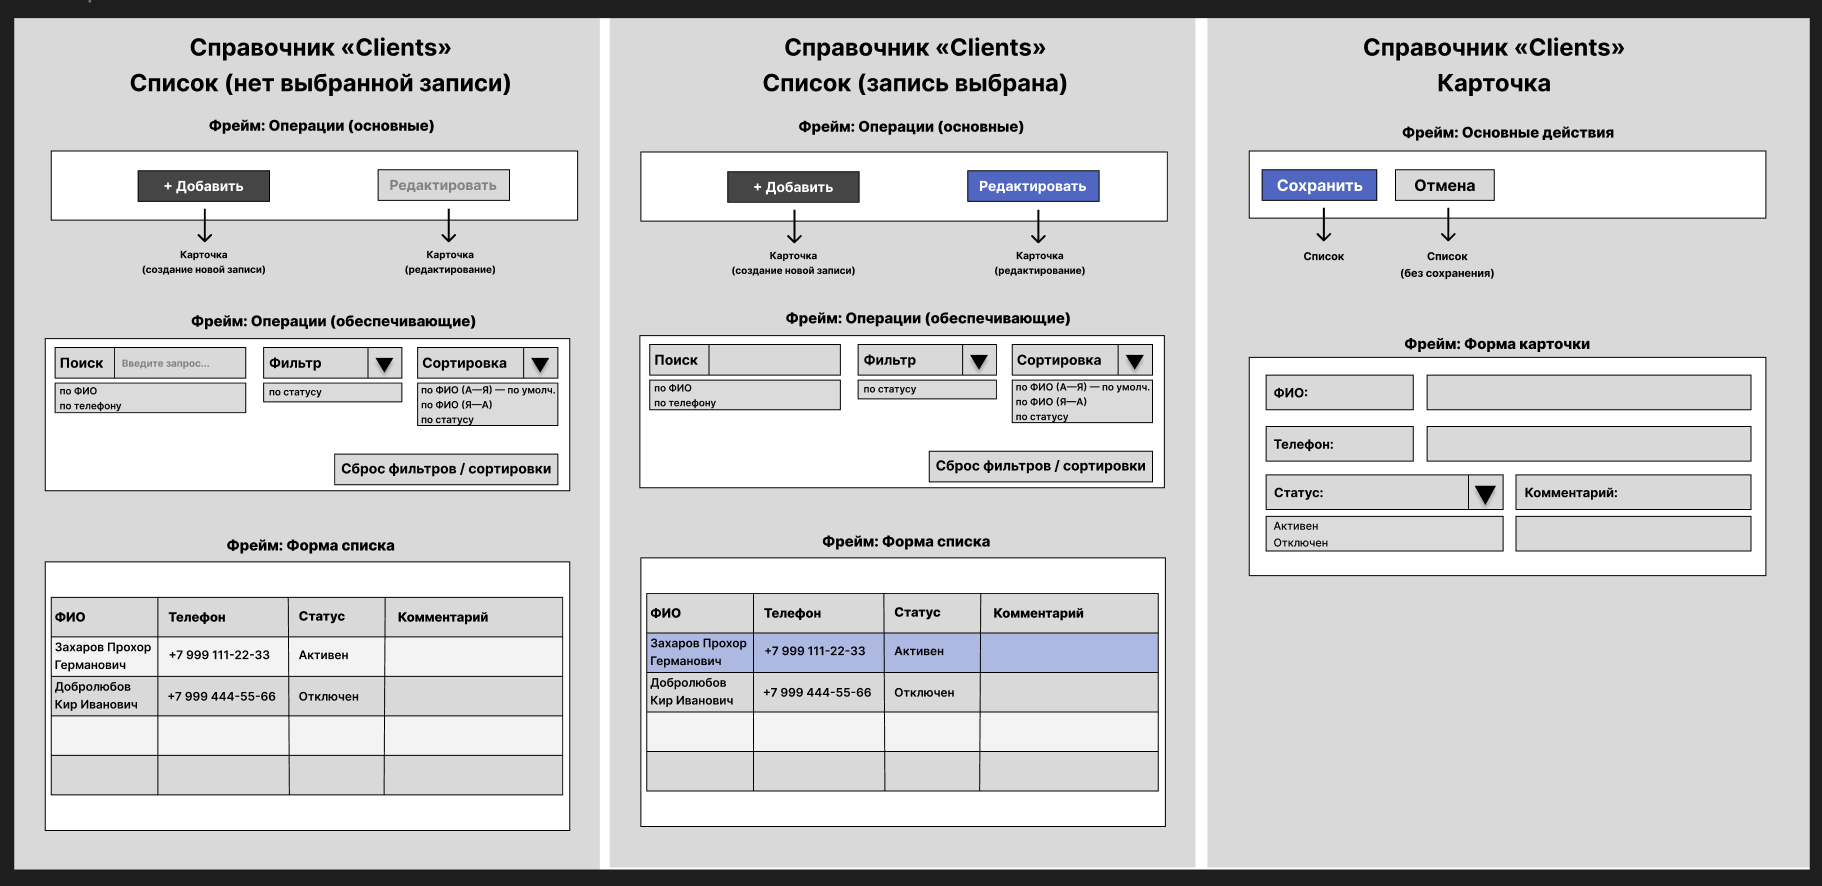 Справочник «Clients»
Список (нет выбранной записи)
Фрейм: Операции (основные)
+ Добавить
Редактировать
Карточка
(создание новой записи)
Карточка
(редактирование)
Фрейм: Операции (обеспечивающие)
Поиск
Введите запрос...
Фильтр
Сортировка
по ФИО
по телефону
по статусу
по ФИО (А—Я) — по умолч.
по ФИО (Я—А)
по статусу
Сброс фильтров / сортировки
Фрейм: Форма списка
ФИО
Телефон
Статус
Комментарий
Захаров Прохор
Германович
+7 999 111-22-33
Активен
Добролюбов
Кир Иванович
+7 999 444-55-66
Отключен
Справочник «Clients»
Список (запись выбрана)
Фрейм: Операции (основные)
+ Добавить
Редактировать
Карточка
(создание новой записи)
Карточка
(редактирование)
Фрейм: Операции (обеспечивающие)
Поиск
Фильтр
Сортировка
по ФИО
по телефону
по статусу
по ФИО (А—Я) — по умолч.
по ФИО (Я—А)
по статусу
Сброс фильтров / сортировки
Фрейм: Форма списка
ФИО
Телефон
Статус
Комментарий
Захаров Прохор
Германович
+7 999 111-22-33
Активен
Добролюбов
Кир Иванович
+7 999 444-55-66
Отключен
Справочник «Clients»
Карточка
Фрейм: Основные действия
Сохранить
Отмена
Список
Список
(без сохранения)
Фрейм: Форма карточки
ФИО:
Телефон:
Статус:
Комментарий:
Активен
Отключен